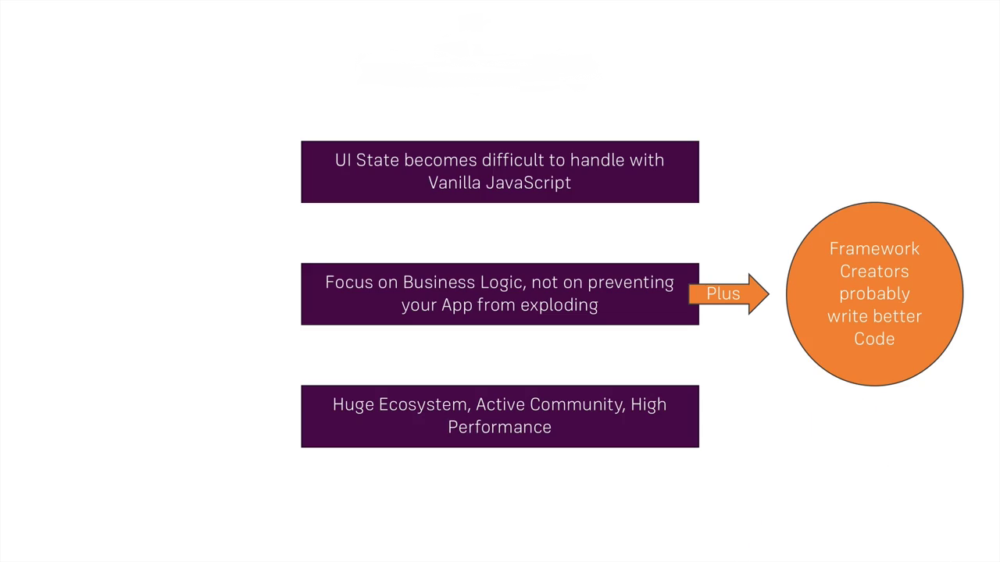 UI State becomes difficult to handle with
Vanilla JavaScript
Focus on Business Logic, not on preventing
your App from exploding
Plus
Framework
Creators
probably
write better
Code
Huge Ecosystem, Active Community, High
Performance